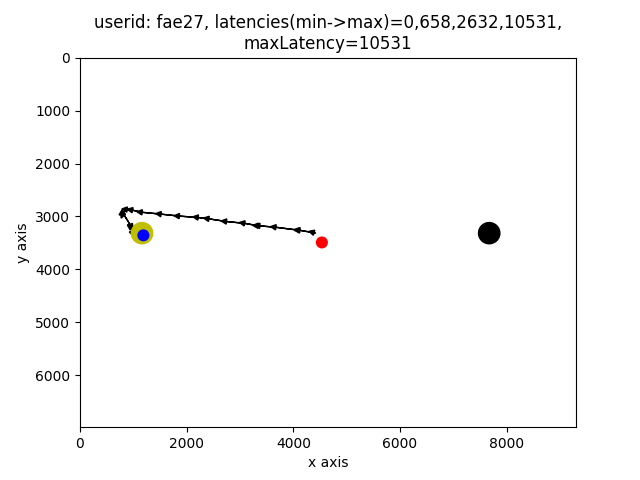 userid: fae27, latencies(min->max)=0,658,2632,10531,
maxLatency=10531
0
1000
2000
3000
4000
5000
6000
y axis
0 2000 4000 6000 8000
x axis